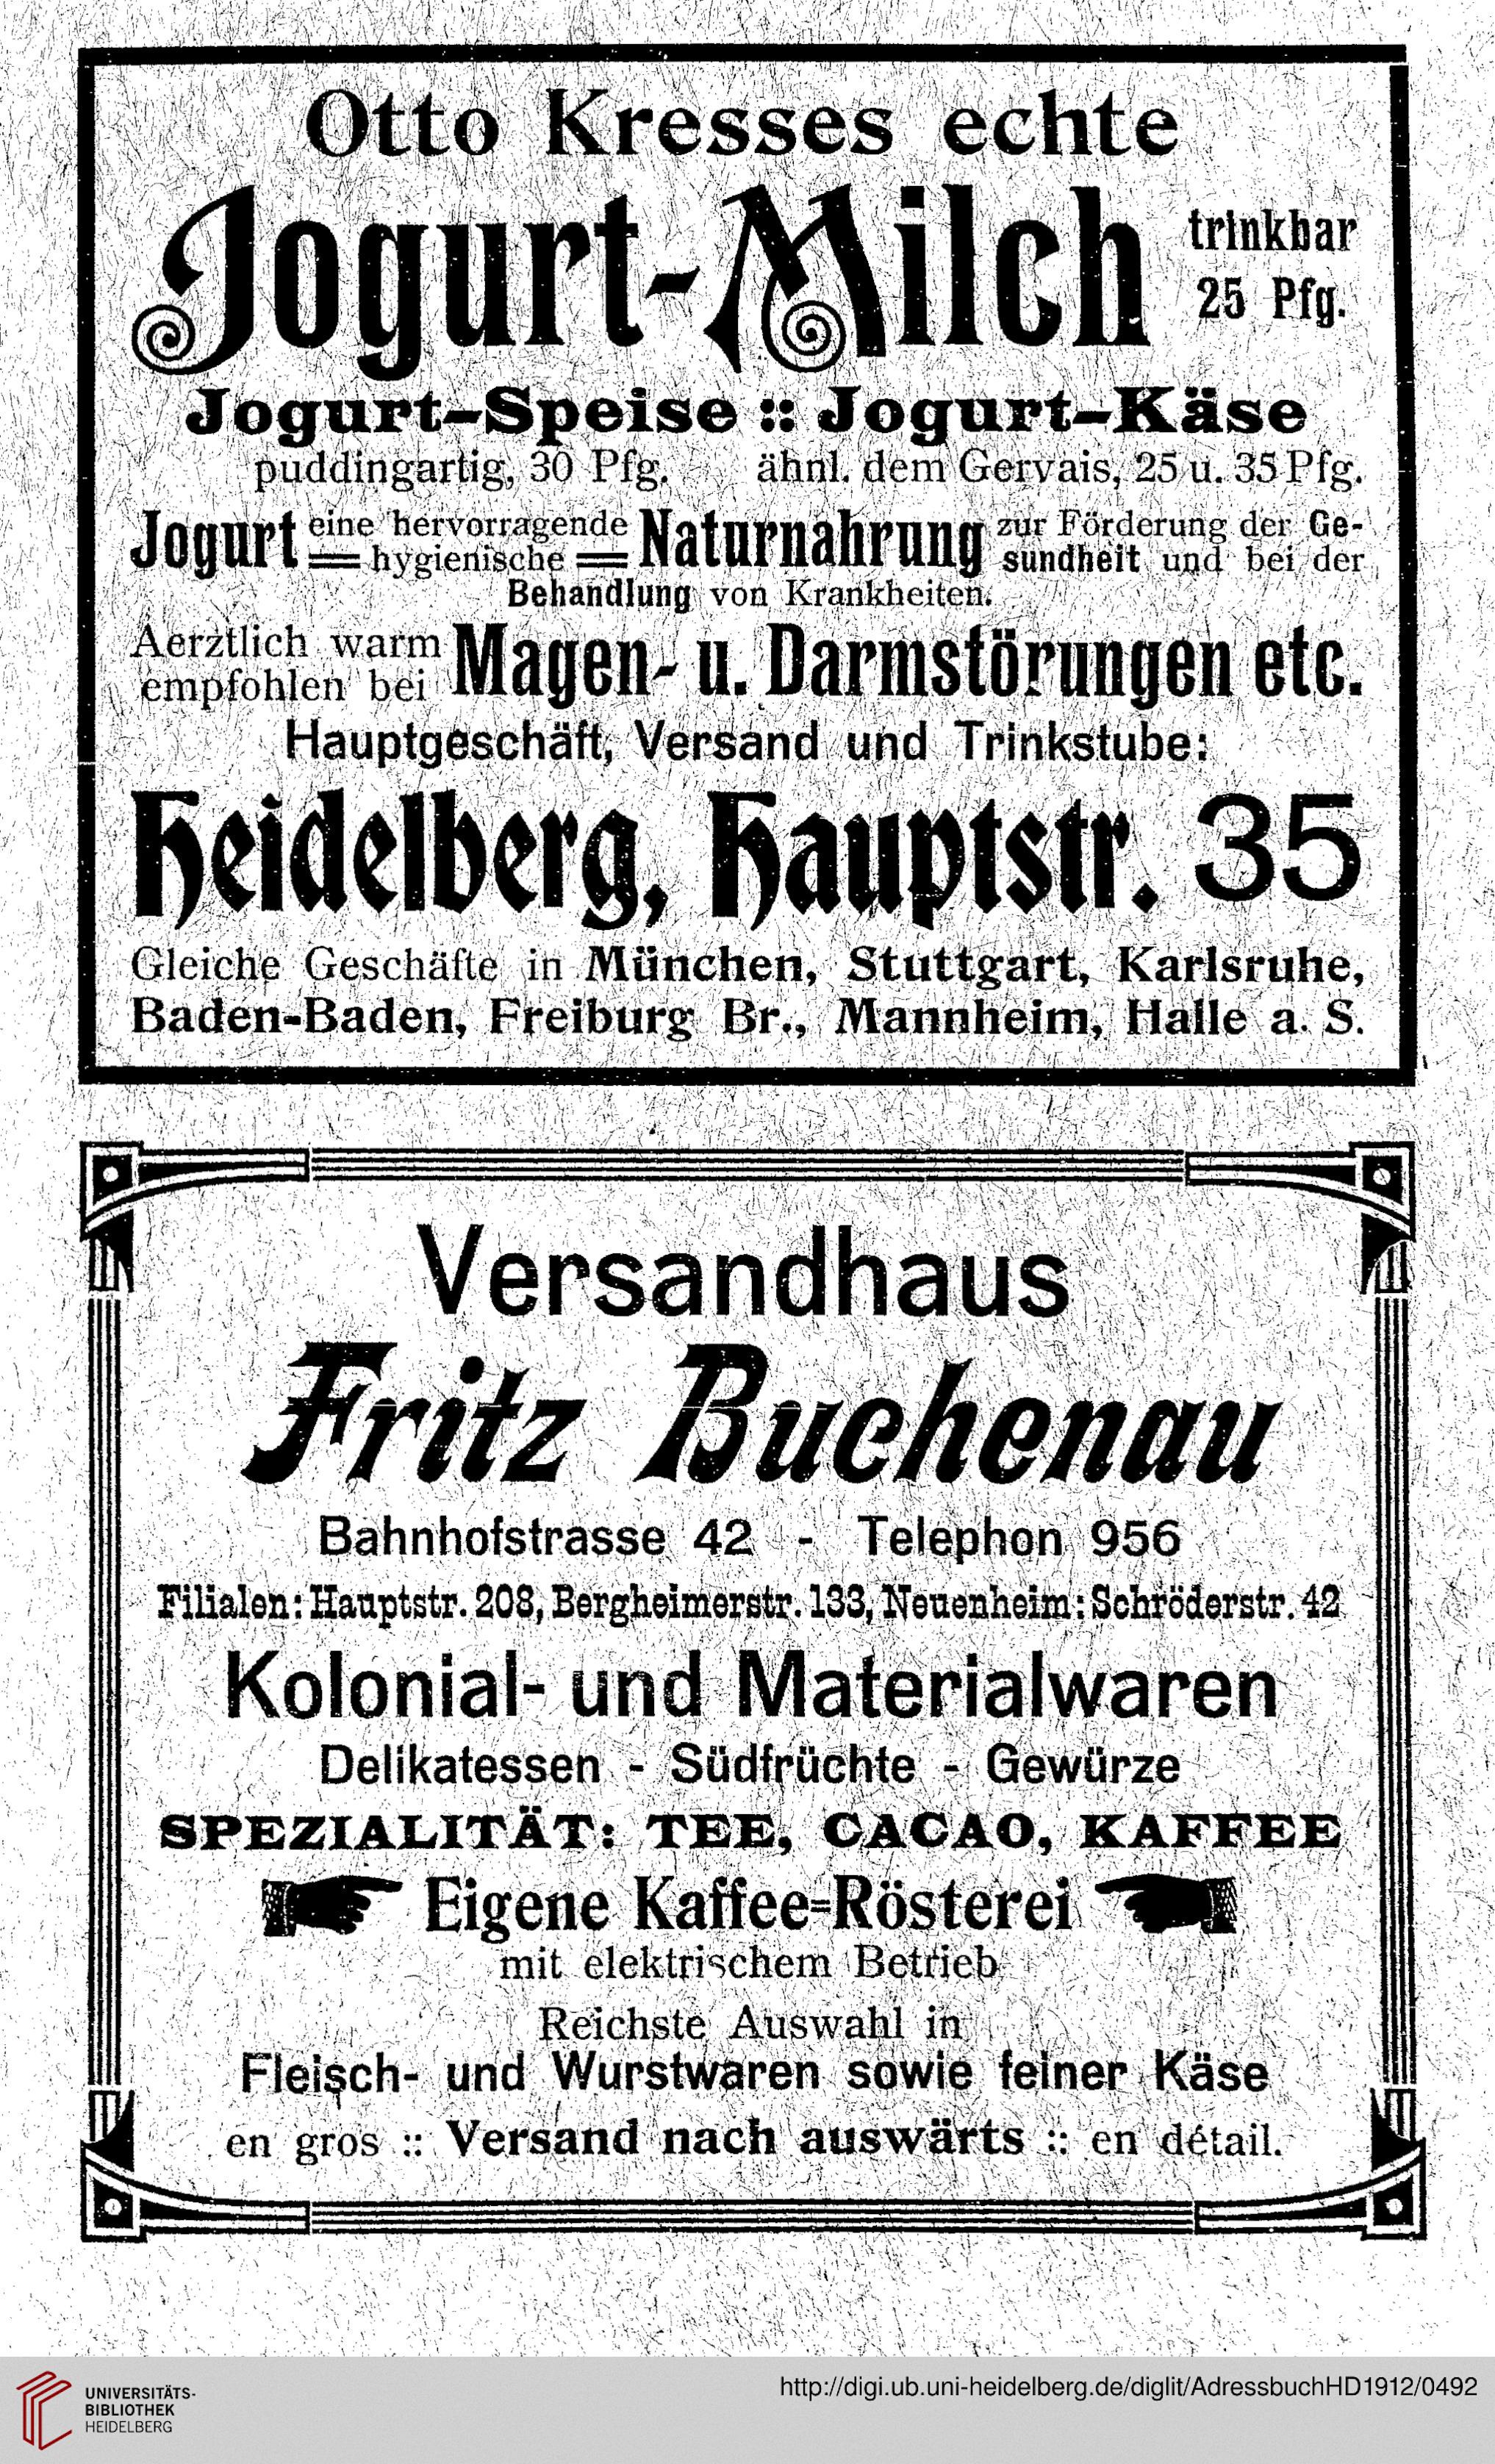 Otto Kresses echte
Jogurt-Milch trinkbar
25 Pfg.
Jogurt-Speise :: Jogurt-Käse
puddingartig, 30 Pfg. ähnl. dem Gervais, 25 u. 35 Pfg.
Jogurt eine hervorragende hygienische Naturnahrung zur Förderung der Ge-
sundheit und bei der
Behandlung von Krankheiten.
Aerztlich warm
empfohlen bei Magen- u. Darmstörungen etc.
Hauptgeschäft, Versand und Trinkstube:
Heidelberg, Hauptstr. 35
Gleiche Geschäfte in München, Stuttgart, Karlsruhe,
Baden-Baden, Freiburg Br., Mannheim, Halle a. S.
Versandhaus
Fritz Buchenau
Bahnhofstrasse 42 - Telephon 956
Filialen: Hauptstr. 208, Bergheimerstr. 133, Neuenheim: Schröderstr. 42
Kolonial- und Materialwaren
Delikatessen - Südfrüchte - Gewürze
SPEZIALITÄT: TEE, CACAO, KAFFEE
Eigene Kaffee=Rösterei
mit elektrischem Betrieb
Reichste Auswahl in
Fleisch- und Wurstwaren sowie feiner Käse
en gros :: Versand nach auswärts :: en détail.
UNIVERSITÄTS-
BIBLIOTHEK
HEIDELBERG
http://digi.ub.uni-heidelberg.de/diglit/AdressbuchHD1912/0492